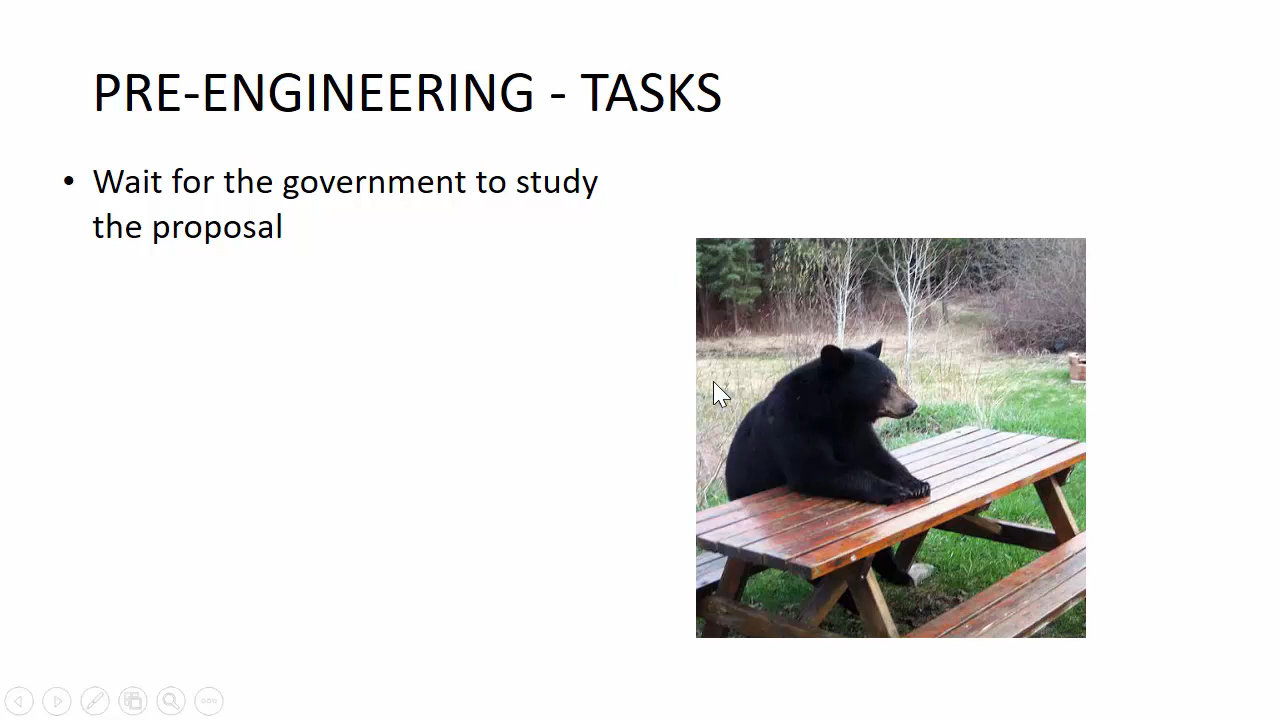 PRE-ENGINEERING - TASKS
• Wait for the government to study
the proposal